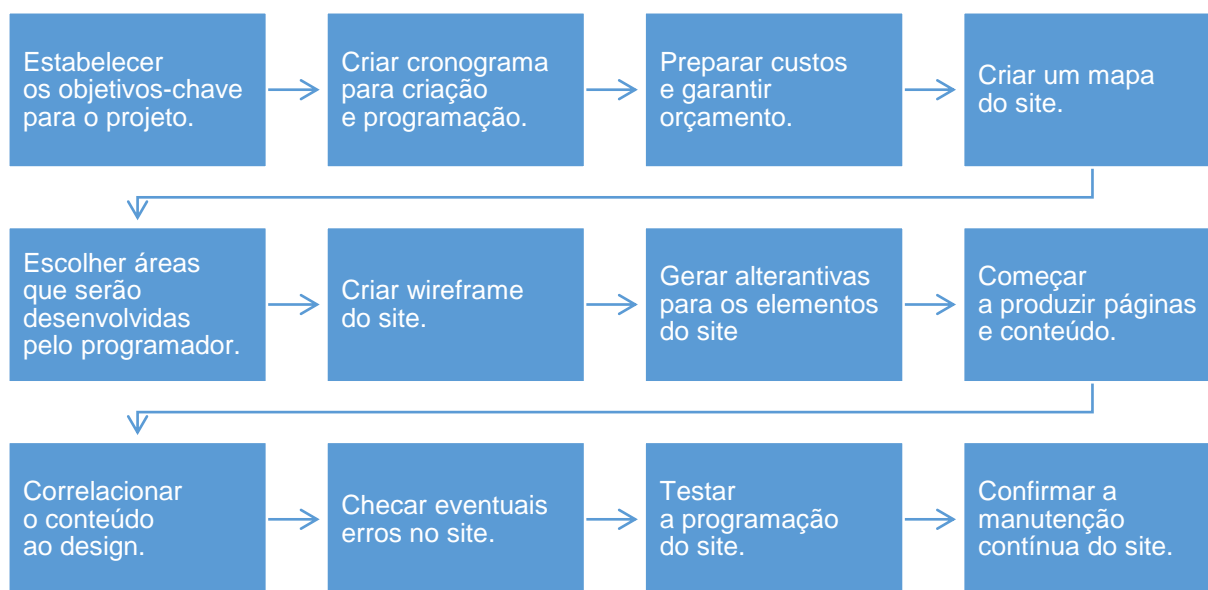 Estabelecer
os objetivos-chave
para o projeto.
Criar cronograma
para criação
e programação.
Preparar custos
e garantir
orçamento.
Criar um mapa
do site.
Escolher áreas
que serão
desenvolvidas
pelo programador.
Criar wireframe
do site.
Gerar alterantivas
para os elementos
do site
Começar
a produzir páginas
e conteúdo.
Correlacionar
o conteúdo
ao design.
Checar eventuais
erros no site.
Testar
a programação
do site.
Confirmar a
manutenção
contínua do site.